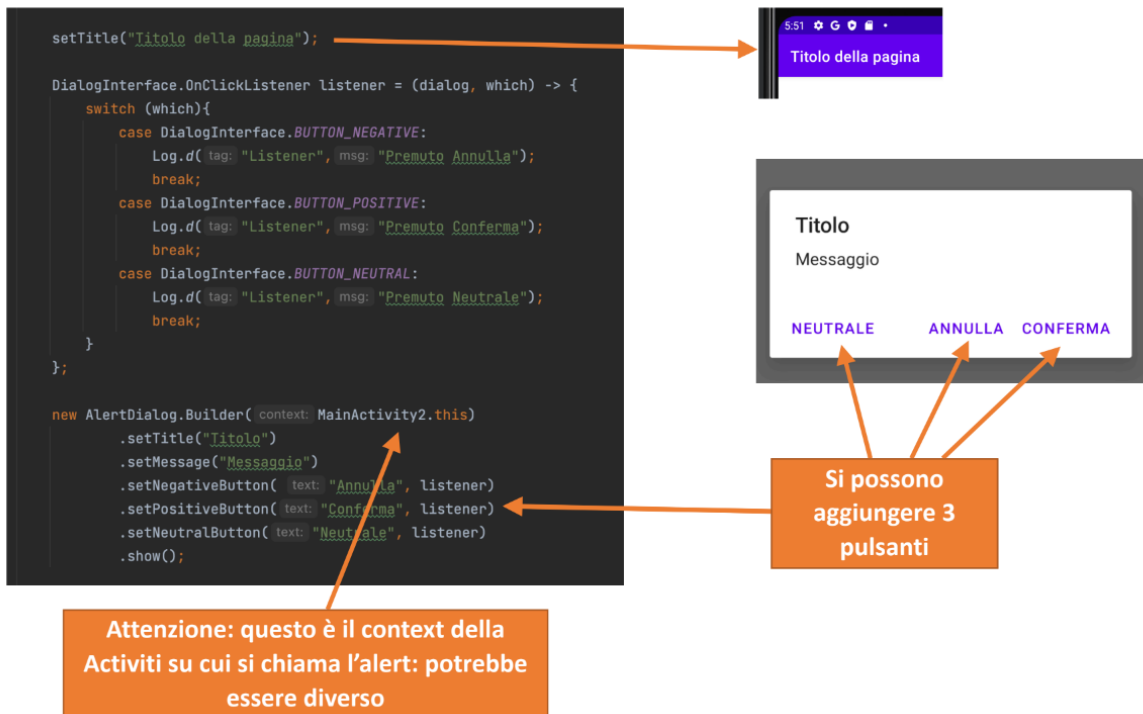 setTitle("Titolo della pagina");
5:51
Titolo della pagina
DialogInterface.OnClickListener listener = (dialog, which) -> {
switch (which){
case DialogInterface.BUTTON_NEGATIVE:
Log.d( tag: "Listener", msg: "Premuto Annulla");
break;
case DialogInterface.BUTTON_POSITIVE:
Log.d( tag: "Listener", msg: "Premuto Conferma");
break;
case DialogInterface.BUTTON_NEUTRAL:
Log.d( tag: "Listener", msg: "Premuto Neutrale");
break;
}
};
new AlertDialog.Builder( context: MainActivity2.this)
.setTitle("Titolo")
.setMessage("Messaggio")
.setNegativeButton( text: "Annulla", listener)
.setPositiveButton( text: "Conferma", listener)
.setNeutralButton( text: "Neutrale", listener)
.show();
Titolo
Messaggio
NEUTRALE ANNULLA CONFERMA
Si possono
aggiungere 3
pulsanti
Attenzione: questo è il context della
Activiti su cui si chiama l'alert: potrebbe
essere diverso